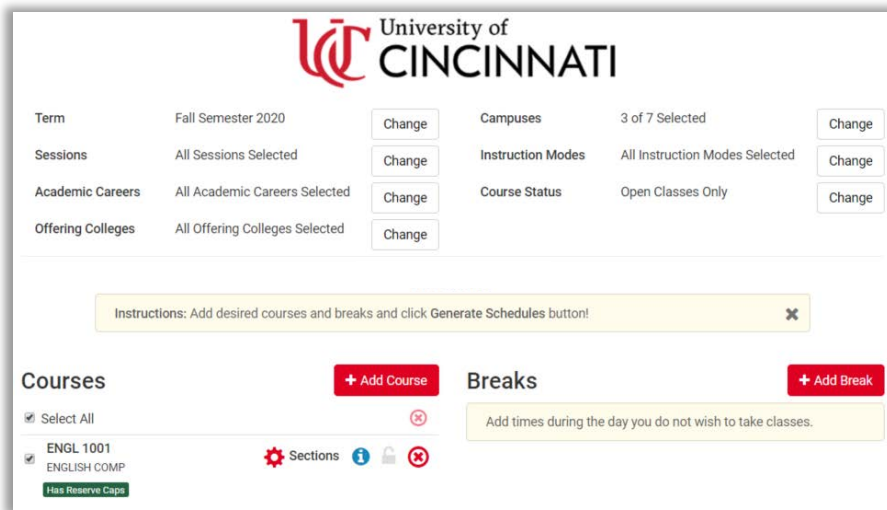 University of
CINCINNATI
Term Fall Semester 2020 Change Campuses 3 of 7 Selected Change
Sessions All Sessions Selected Change Instruction Modes All Instruction Modes Selected Change
Academic Careers All Academic Careers Selected Change Course Status Open Classes Only Change
Offering Colleges All Offering Colleges Selected Change
Instructions: Add desired courses and breaks and click Generate Schedules button!
Courses + Add Course Breaks + Add Break
Select All Add times during the day you do not wish to take classes.
ENGL 1001 Sections
ENGLISH COMP
Has Reserve Caps